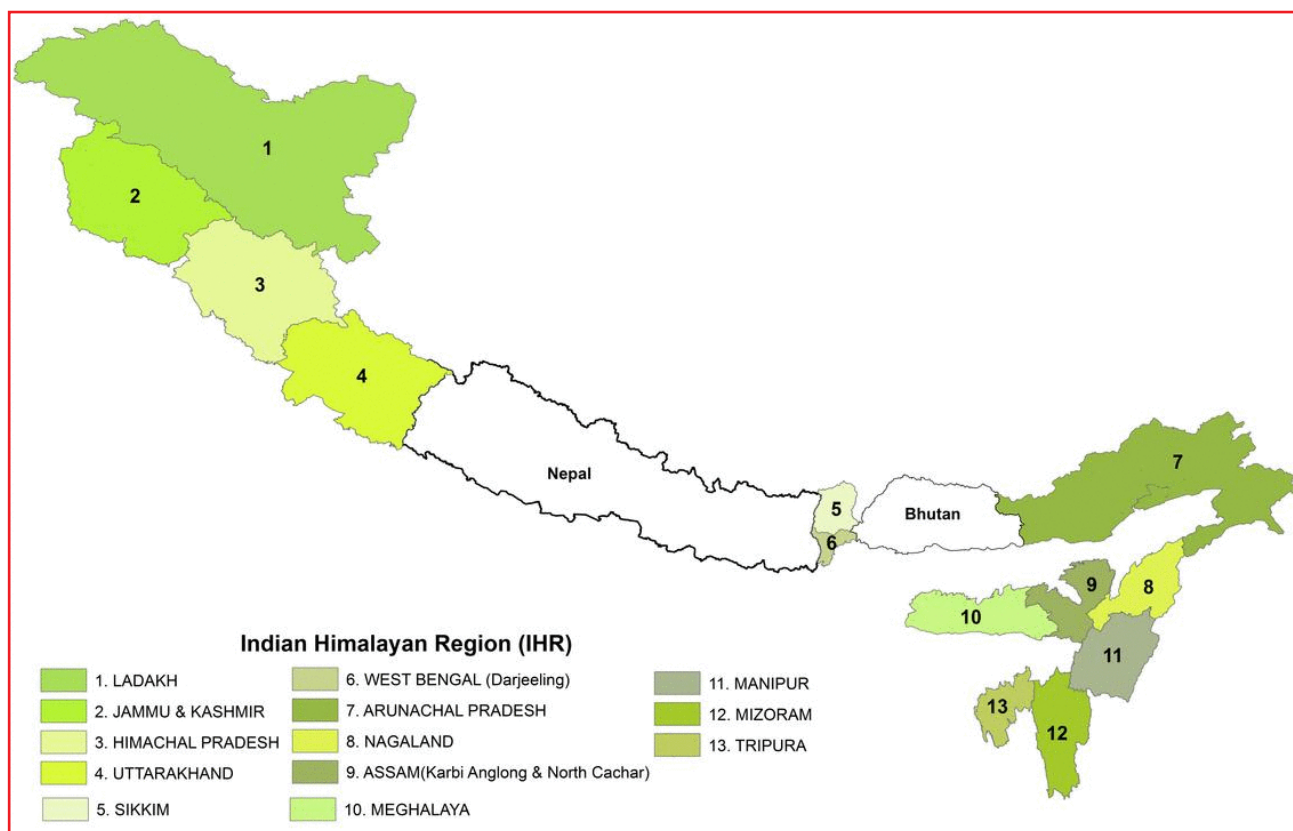 1
2
3
4
Nepal
5
6
Bhutan
7
8
9
10
11
12
13
Indian Himalayan Region (IHR)
1. LADAKH
2. JAMMU & KASHMIR
3. HIMACHAL PRADESH
4. UTTARAKHAND
5. SIKKIM
6. WEST BENGAL (Darjeeling)
7. ARUNACHAL PRADESH
8. NAGALAND
9. ASSAM(Karbi Anglong & North Cachar)
10. MEGHALAYA
11. MANIPUR
12. MIZORAM
13. TRIPURA